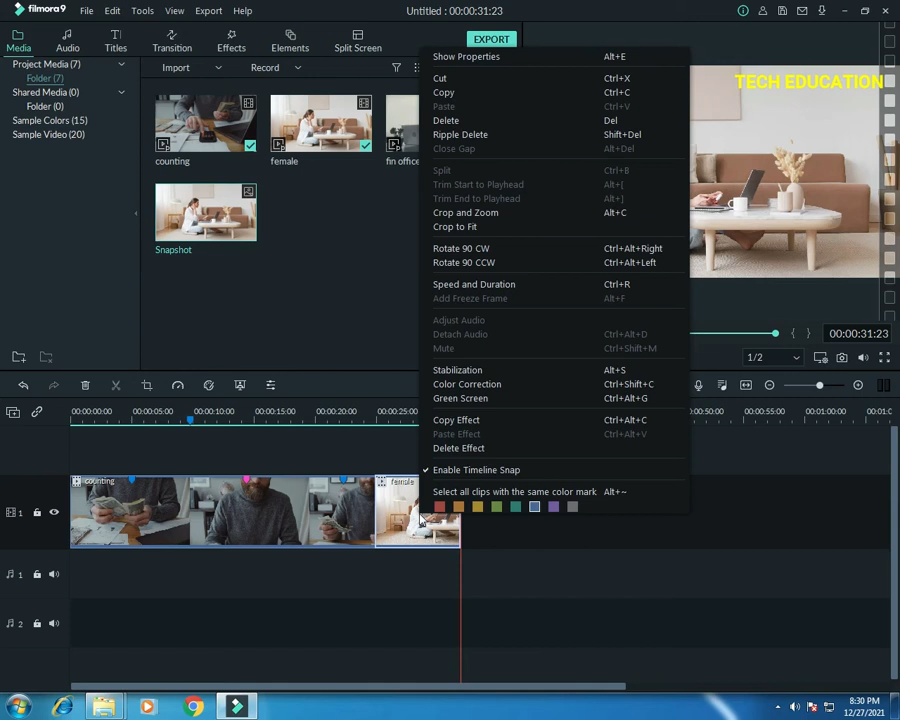 filmora9 File Edit Tools View Export Help Untitled : 00:00:31:23
Media Audio Titles Transition Effects Elements Split Screen EXPORT
Project Media (7)
Folder (7)
Shared Media (0)
Folder (0)
Sample Colors (15)
Sample Video (20)
Import Record
counting female fin office
Snapshot
TECH EDUCATION
Show Properties Alt+E
Cut Ctrl+X
Copy Ctrl+C
Paste Ctrl+V
Delete Del
Ripple Delete Shift+Del
Close Gap Alt+Del
Split Ctrl+B
Trim Start to Playhead Alt+[
Trim End to Playhead Alt+]
Crop and Zoom Alt+C
Crop to Fit
Rotate 90 CW Ctrl+Alt+Right
Rotate 90 CCW Ctrl+Alt+Left
Speed and Duration Ctrl+R
Add Freeze Frame Alt+F
Adjust Audio
Detach Audio Ctrl+Alt+D
Mute Ctrl+Shift+M
Stabilization Alt+S
Color Correction Ctrl+Shift+C
Green Screen Ctrl+Alt+G
Copy Effect Ctrl+Alt+C
Paste Effect Ctrl+Alt+V
Delete Effect
Enable Timeline Snap
Select all clips with the same color mark Alt+~
00:00:31:23
1/2
00:00:00:00 00:00:05:00 00:00:10:00 00:00:15:00 00:00:20:00 00:00:25:00 00:00:50:00 00:00:55:00 00:01:00:00
counting female
1
1
2
8:30 PM
12/27/2021